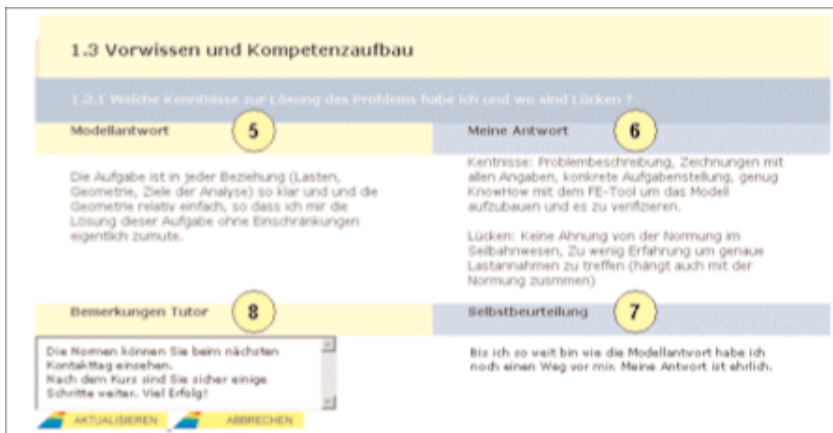 1.3 Vorwissen und Kompetenzaufbau
1.3.1 Welche Kenntnisse zur Lösung des Problems habe ich und wo sind Lücken ?
Modellantwort 5
Die Aufgabe ist in jeder Beziehung (Lasten,
Geometrie, Ziele der Analyse) so klar und und die
Geometrie relativ einfach, so dass ich mir die
Lösung dieser Aufgabe ohne Einschränkungen
eigentlich zumute.
Meine Antwort 6
Kentnisse: Problembeschreibung, Zeichnungen mit
allen Angaben, konkrete Aufgabenstellung, genug
KnowHow mit dem FE-Tool um das Modell
aufzubauen und es zu verifizieren.
Lücken: Keine Ahnung von der Normung im
Seilbahnwesen, Zu wenig Erfahrung um genaue
Lastannahmen zu treffen (hängt auch mit der
Normung zusmmen)
Bemerkungen Tutor 8
Die Normen können Sie beim nächsten
Kontakttag einsehen.
Nach dem Kurs sind Sie sicher einige
Schritte weiter. Viel Erfolg!
AKTUALISIEREN ABBRECHEN
Selbstbeurteilung 7
Bis ich so weit bin wie die Modellantwort habe ich
noch einen Weg vor mir. Meine Antwort ist ehrlich.